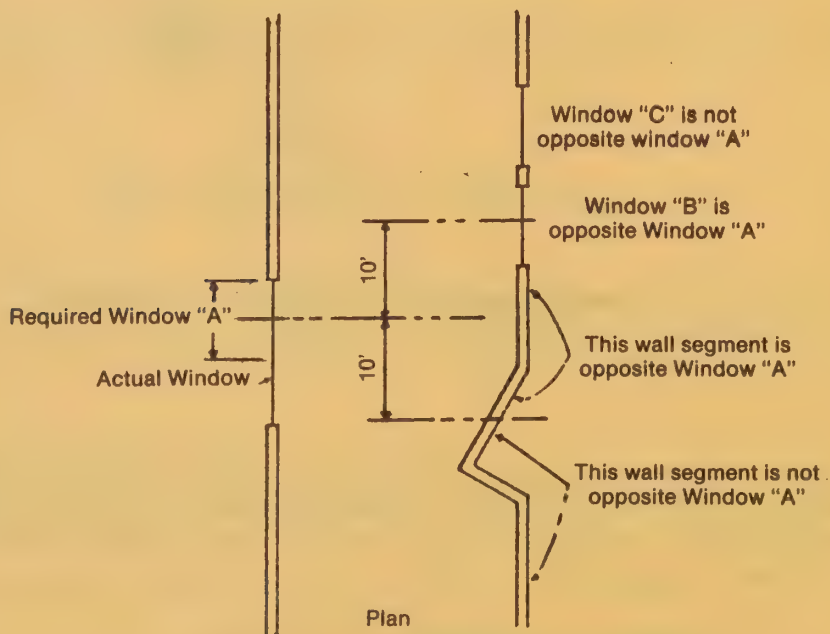 Window “C” is not
opposite window “A”
Window “B” is
opposite Window “A”
10'
Required Window “A”
10'
This wall segment is
opposite Window “A”
Actual Window
This wall segment is not
opposite Window “A”
Plan